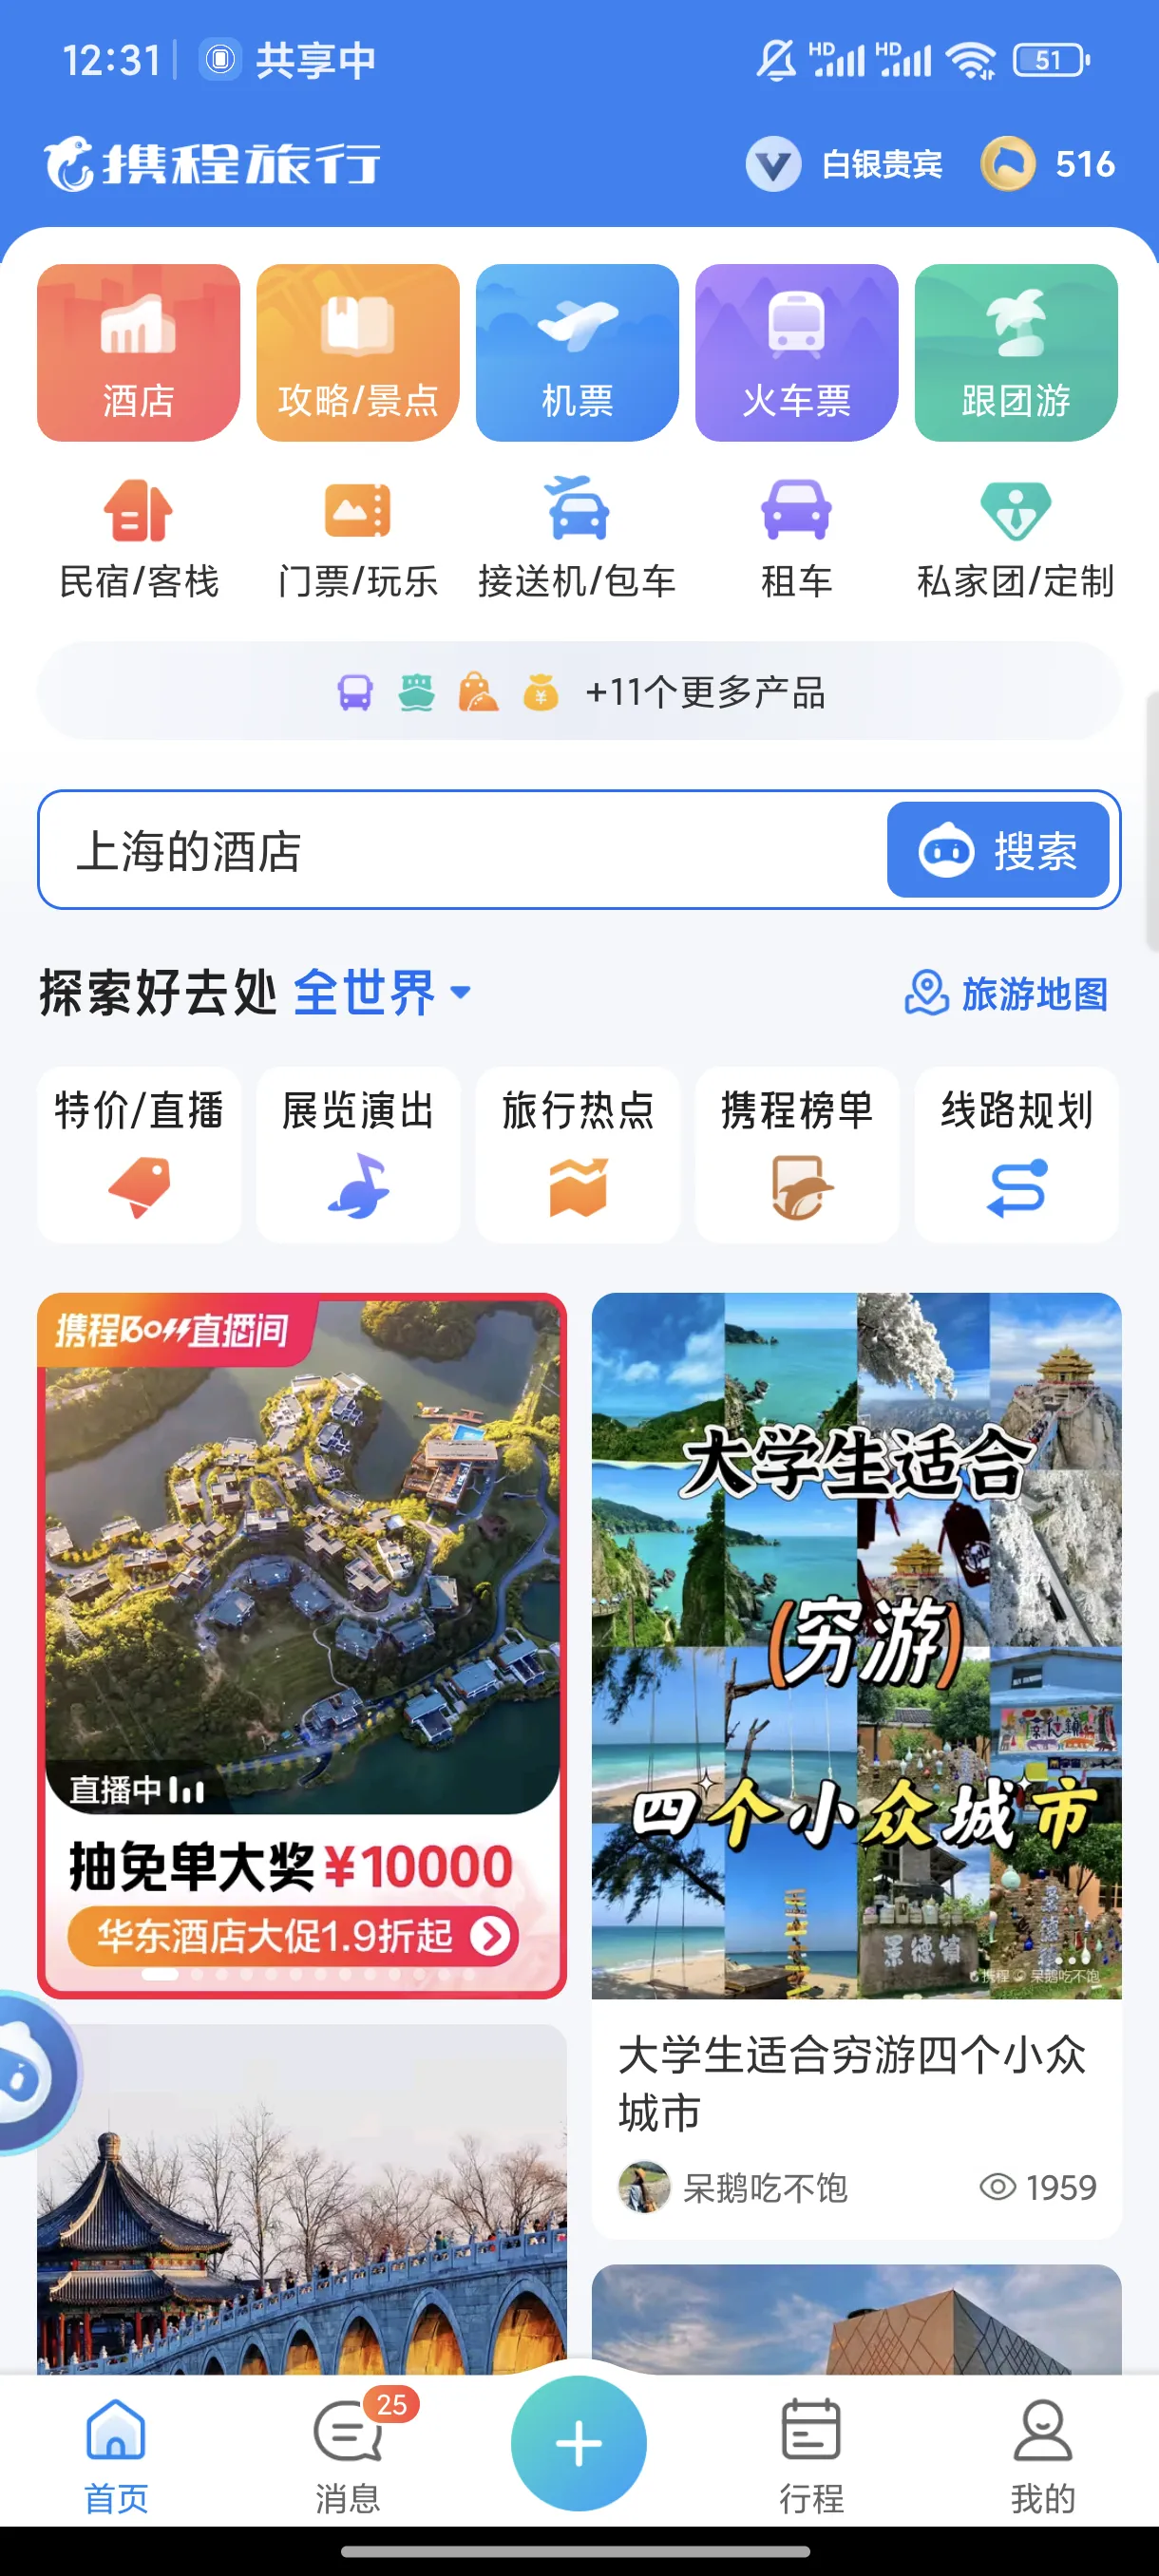 12:31 共享中 HD HD 51
携程旅行 白银贵宾 516
酒店 攻略/景点 机票 火车票 跟团游
民宿/客栈 门票/玩乐 接送机/包车 租车 私家团/定制
+11个更多产品
上海的酒店 搜索
探索好去处 全世界 旅游地图
特价/直播 展览演出 旅行热点 携程榜单 线路规划
携程Boss直播间
直播中
抽免单大奖¥10000
华东酒店大促1.9折起
大学生适合
(穷游)
四个小众城市
景德镇
携程 呆鹅吃不饱
大学生适合穷游四个小众
城市
呆鹅吃不饱 1959
首页 消息 25 行程 我的